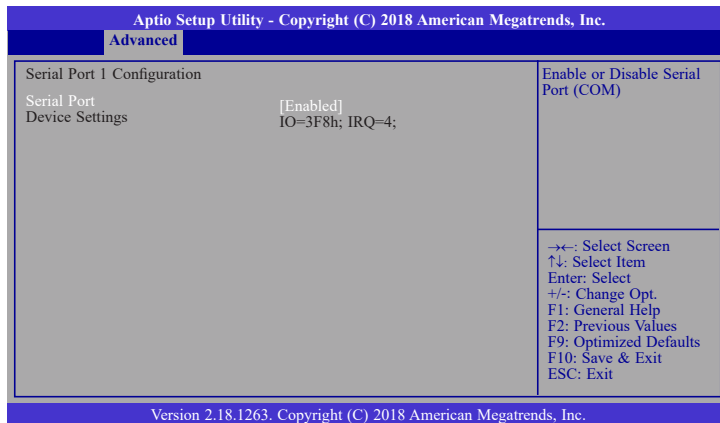 Aptio Setup Utility - Copyright (C) 2018 American Megatrends, Inc.
Advanced
Serial Port 1 Configuration
Serial Port [Enabled]
Device Settings IO=3F8h; IRQ=4;
Enable or Disable Serial
Port (COM)
→←: Select Screen
↑↓: Select Item
Enter: Select
+/-: Change Opt.
F1: General Help
F2: Previous Values
F9: Optimized Defaults
F10: Save & Exit
ESC: Exit
Version 2.18.1263. Copyright (C) 2018 American Megatrends, Inc.